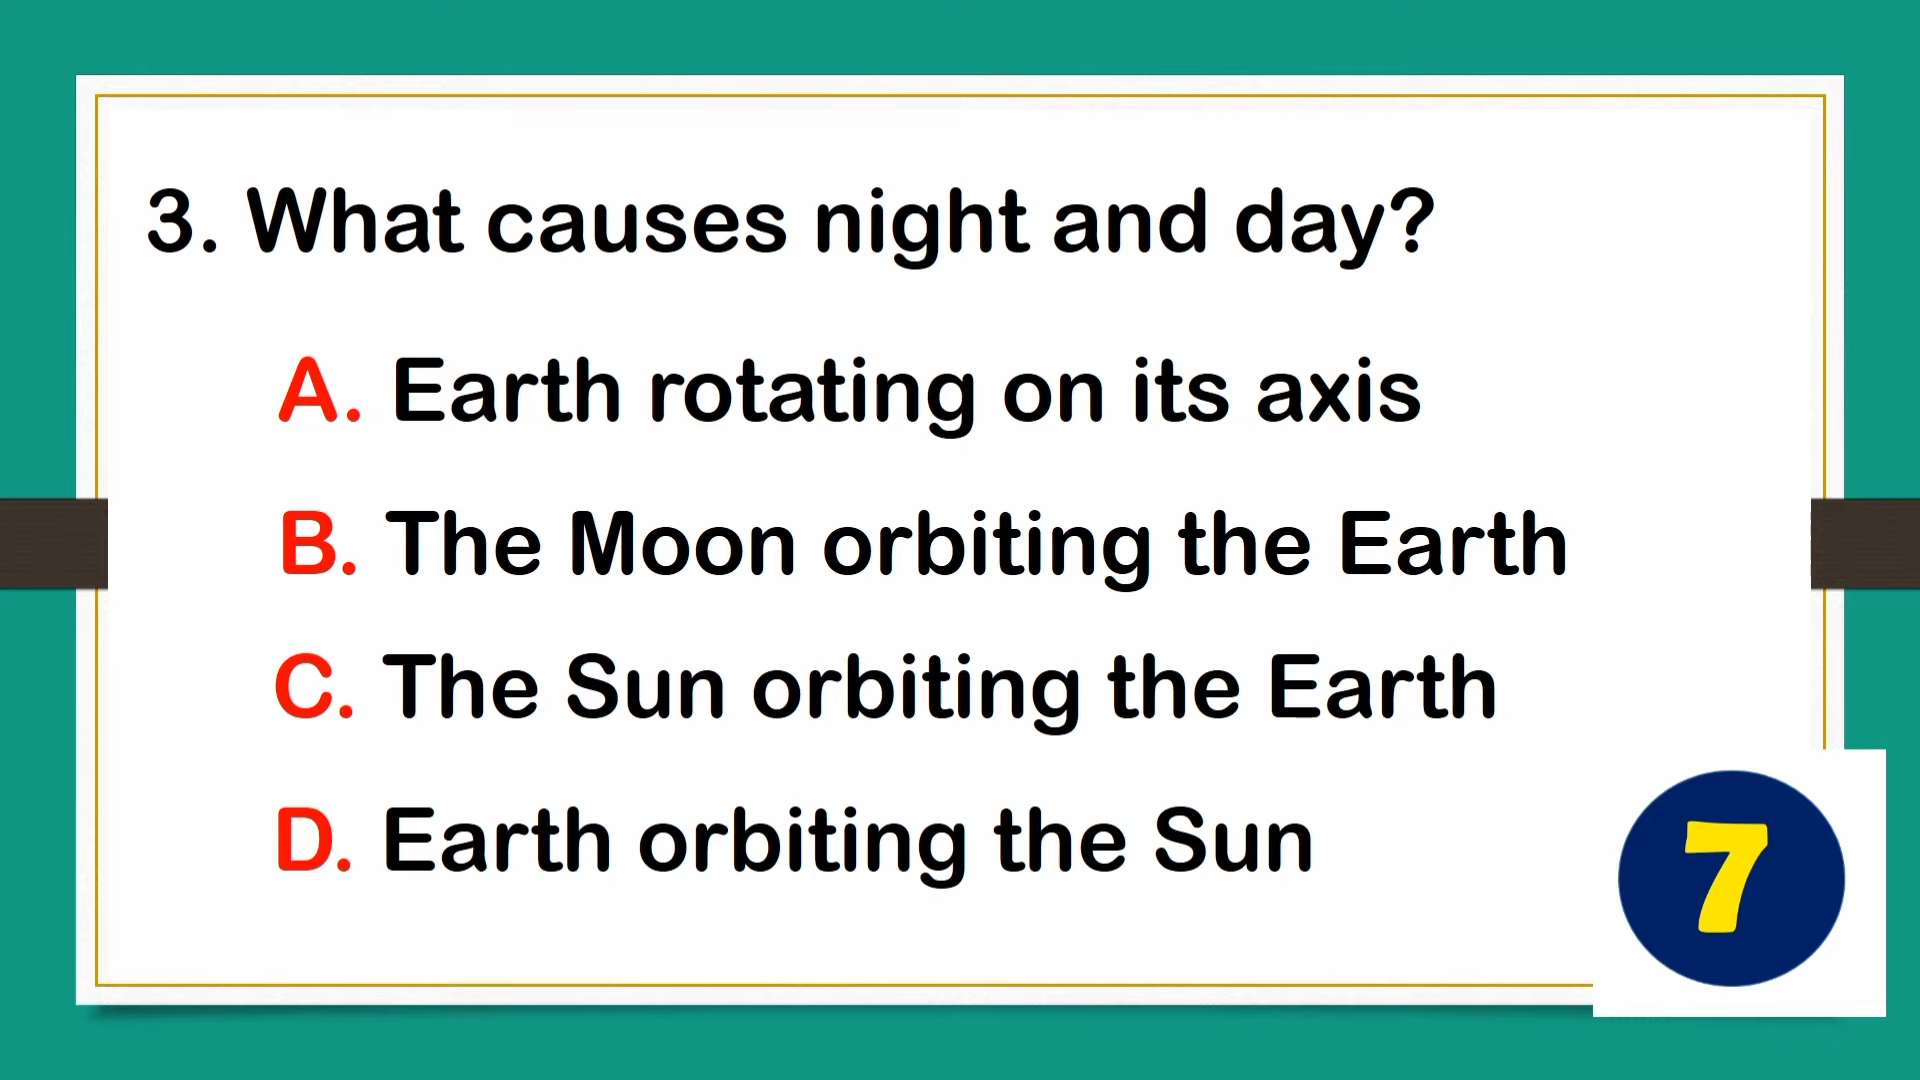 3. What causes night and day?
A. Earth rotating on its axis
B. The Moon orbiting the Earth
C. The Sun orbiting the Earth
D. Earth orbiting the Sun
7